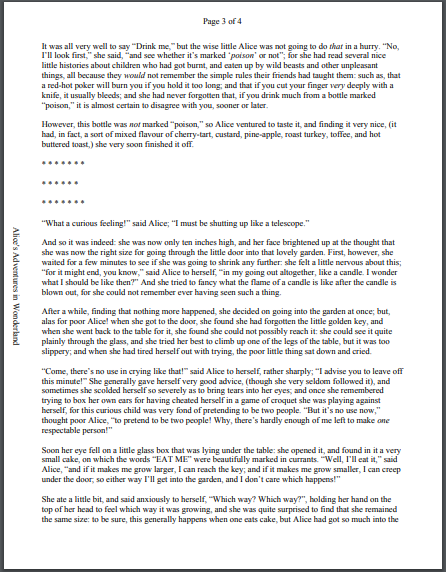 Page 3 of 4
It was all very well to say “Drink me,” but the wise little Alice was not going to do that in a hurry. “No,
I’ll look first,” she said, “and see whether it’s marked ‘poison’ or not”; for she had read several nice
little histories about children who had got burnt, and eaten up by wild beasts and other unpleasant
things, all because they would not remember the simple rules their friends had taught them: such as, that
a red-hot poker will burn you if you hold it too long; and that if you cut your finger very deeply with a
knife, it usually bleeds; and she had never forgotten that, if you drink much from a bottle marked
“poison,” it is almost certain to disagree with you, sooner or later.
However, this bottle was not marked “poison,” so Alice ventured to taste it, and finding it very nice, (it
had, in fact, a sort of mixed flavour of cherry-tart, custard, pine-apple, roast turkey, toffee, and hot
buttered toast,) she very soon finished it off.
* * * * * * *
* * * * * *
* * * * * * *
“What a curious feeling!” said Alice; “I must be shutting up like a telescope.”
And so it was indeed: she was now only ten inches high, and her face brightened up at the thought that
she was now the right size for going through the little door into that lovely garden. First, however, she
waited for a few minutes to see if she was going to shrink any further: she felt a little nervous about this;
“for it might end, you know,” said Alice to herself, “in my going out altogether, like a candle. I wonder
what I should be like then?” And she tried to fancy what the flame of a candle is like after the candle is
blown out, for she could not remember ever having seen such a thing.
After a while, finding that nothing more happened, she decided on going into the garden at once; but,
alas for poor Alice! when she got to the door, she found she had forgotten the little golden key, and
when she went back to the table for it, she found she could not possibly reach it: she could see it quite
plainly through the glass, and she tried her best to climb up one of the legs of the table, but it was too
slippery; and when she had tired herself out with trying, the poor little thing sat down and cried.
“Come, there’s no use in crying like that!” said Alice to herself, rather sharply; “I advise you to leave off
this minute!” She generally gave herself very good advice, (though she very seldom followed it), and
sometimes she scolded herself so severely as to bring tears into her eyes; and once she remembered
trying to box her own ears for having cheated herself in a game of croquet she was playing against
herself, for this curious child was very fond of pretending to be two people. “But it’s no use now,”
thought poor Alice, “to pretend to be two people! Why, there’s hardly enough of me left to make one
respectable person!”
Soon her eye fell on a little glass box that was lying under the table: she opened it, and found in it a very
small cake, on which the words “EAT ME” were beautifully marked in currants. “Well, I’ll eat it,” said
Alice, “and if it makes me grow larger, I can reach the key; and if it makes me grow smaller, I can creep
under the door; so either way I’ll get into the garden, and I don’t care which happens!”
She ate a little bit, and said anxiously to herself, “Which way? Which way?”, holding her hand on the
top of her head to feel which way it was growing, and she was quite surprised to find that she remained
the same size: to be sure, this generally happens when one eats cake, but Alice had got so much into the
Alice's Adventures in Wonderland